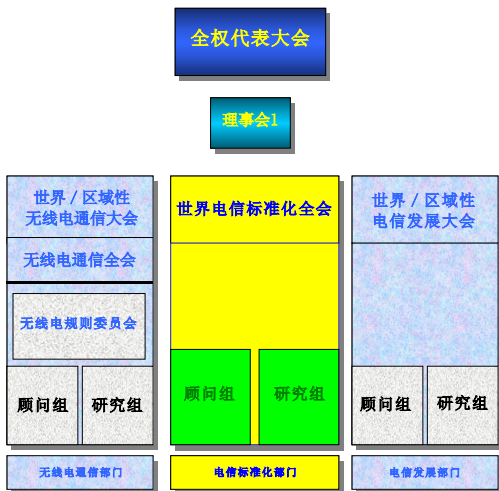 全权代表大会
理事会1
世界 / 区域性
无线电通信大会
无线电通信全会
无线电规则委员会
顾问组
研究组
无线电通信部门
世界电信标准化全会
顾问组
研究组
电信标准化部门
世界 / 区域性
电信发展大会
顾问组
研究组
电信发展部门